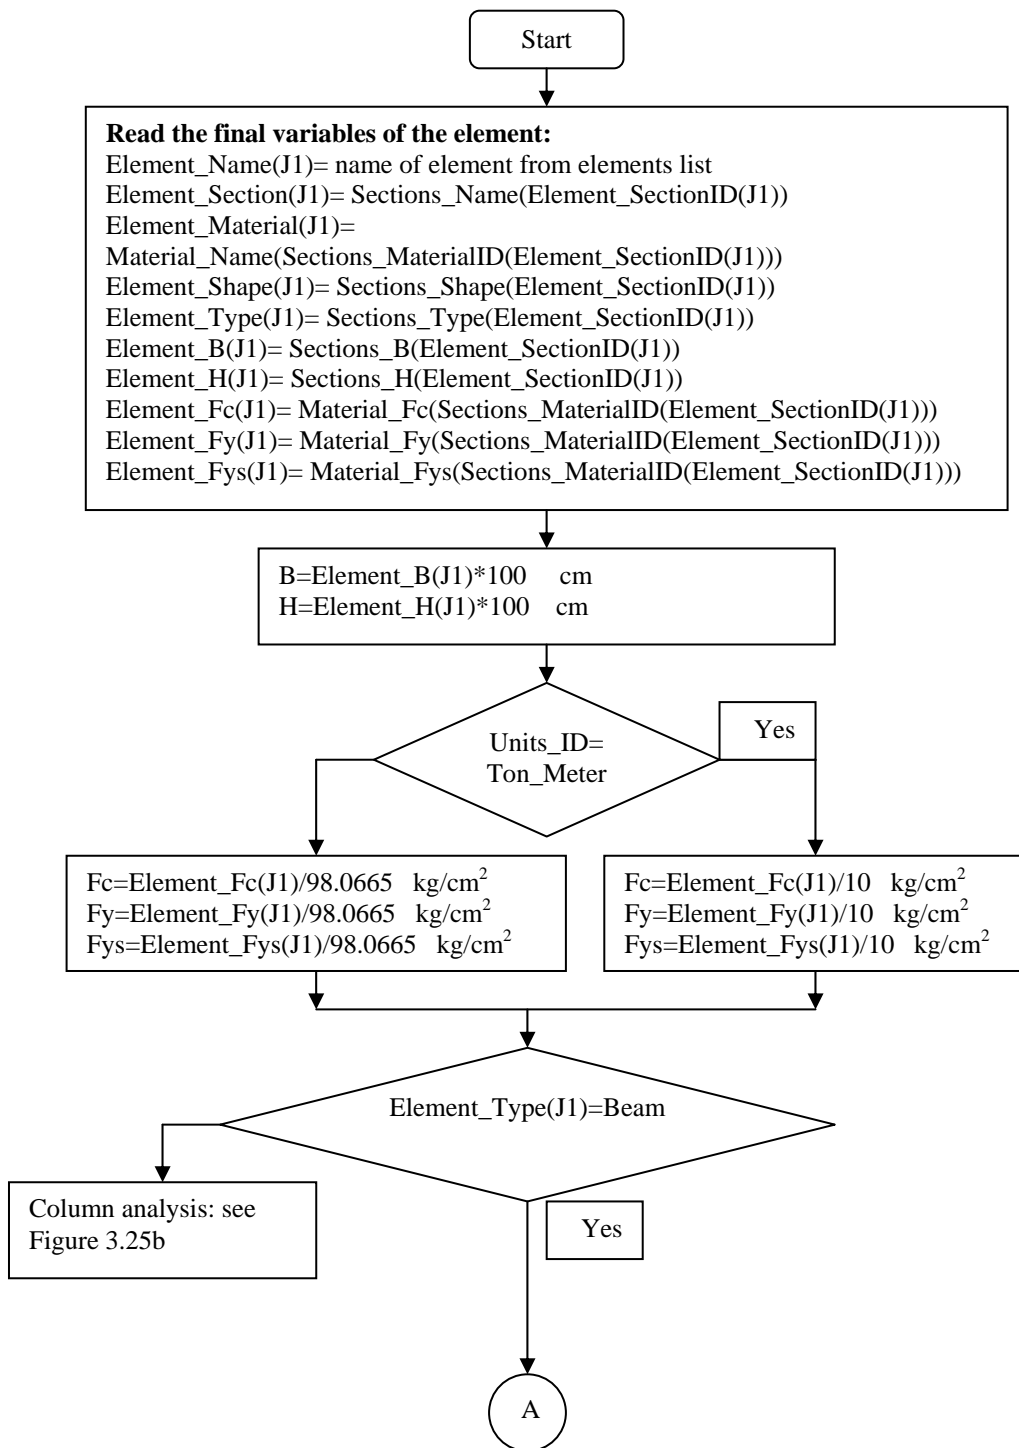 Start
Read the final variables of the element:
Element_Name(J1)= name of element from elements list
Element_Section(J1)= Sections_Name(Element_SectionID(J1))
Element_Material(J1)=
Material_Name(Sections_MaterialID(Element_SectionID(J1)))
Element_Shape(J1)= Sections_Shape(Element_SectionID(J1))
Element_Type(J1)= Sections_Type(Element_SectionID(J1))
Element_B(J1)= Sections_B(Element_SectionID(J1))
Element_H(J1)= Sections_H(Element_SectionID(J1))
Element_Fc(J1)= Material_Fc(Sections_MaterialID(Element_SectionID(J1)))
Element_Fy(J1)= Material_Fy(Sections_MaterialID(Element_SectionID(J1)))
Element_Fys(J1)= Material_Fys(Sections_MaterialID(Element_SectionID(J1)))
B=Element_B(J1)*100 cm
H=Element_H(J1)*100 cm
Units_ID=
Ton_Meter
Yes
Fc=Element_Fc(J1)/98.0665 kg/cm²
Fy=Element_Fy(J1)/98.0665 kg/cm²
Fys=Element_Fys(J1)/98.0665 kg/cm²
Fc=Element_Fc(J1)/10 kg/cm²
Fy=Element_Fy(J1)/10 kg/cm²
Fys=Element_Fys(J1)/10 kg/cm²
Element_Type(J1)=Beam
Column analysis: see
Figure 3.25b
Yes
A